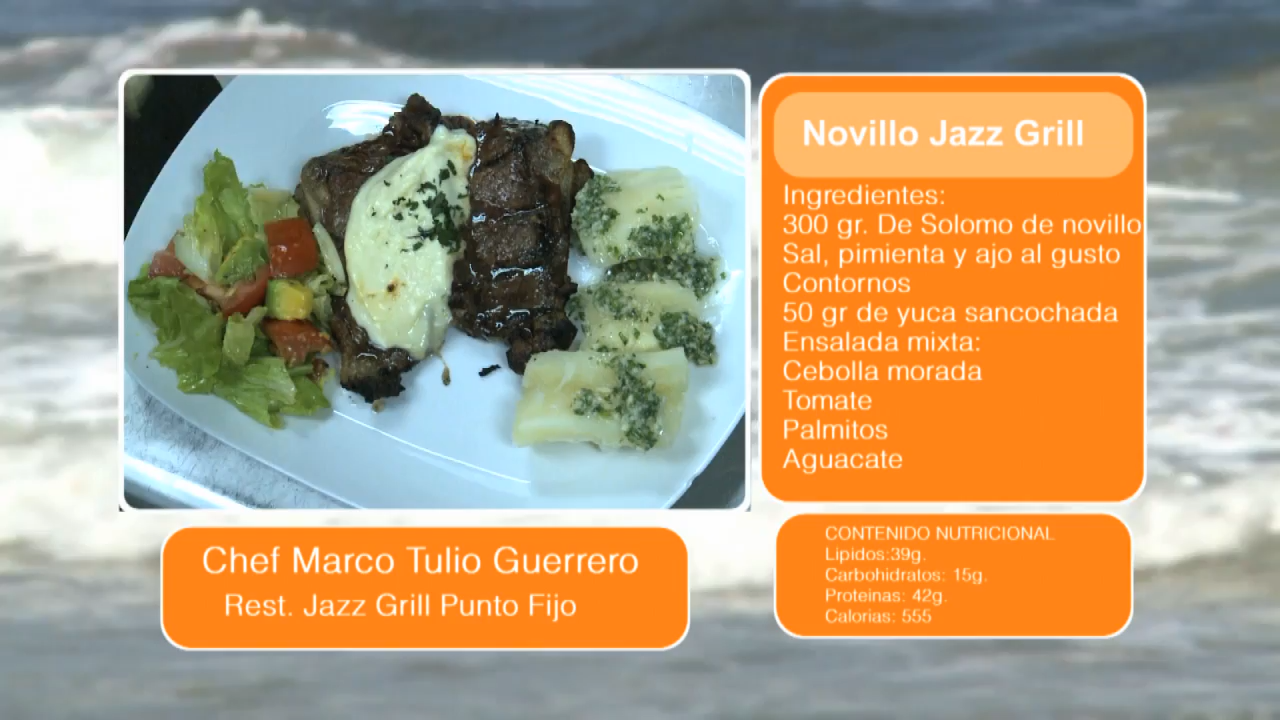 Novillo Jazz Grill
Ingredientes:
300 gr. De Solomo de novillo
Sal, pimienta y ajo al gusto
Contornos
50 gr de yuca sancochada
Ensalada mixta:
Cebolla morada
Tomate
Palmitos
Aguacate
Chef Marco Tulio Guerrero
Rest. Jazz Grill Punto Fijo
CONTENIDO NUTRICIONAL
Lipidos:39g.
Carbohidratos: 15g.
Proteinas: 42g.
Calorias: 555